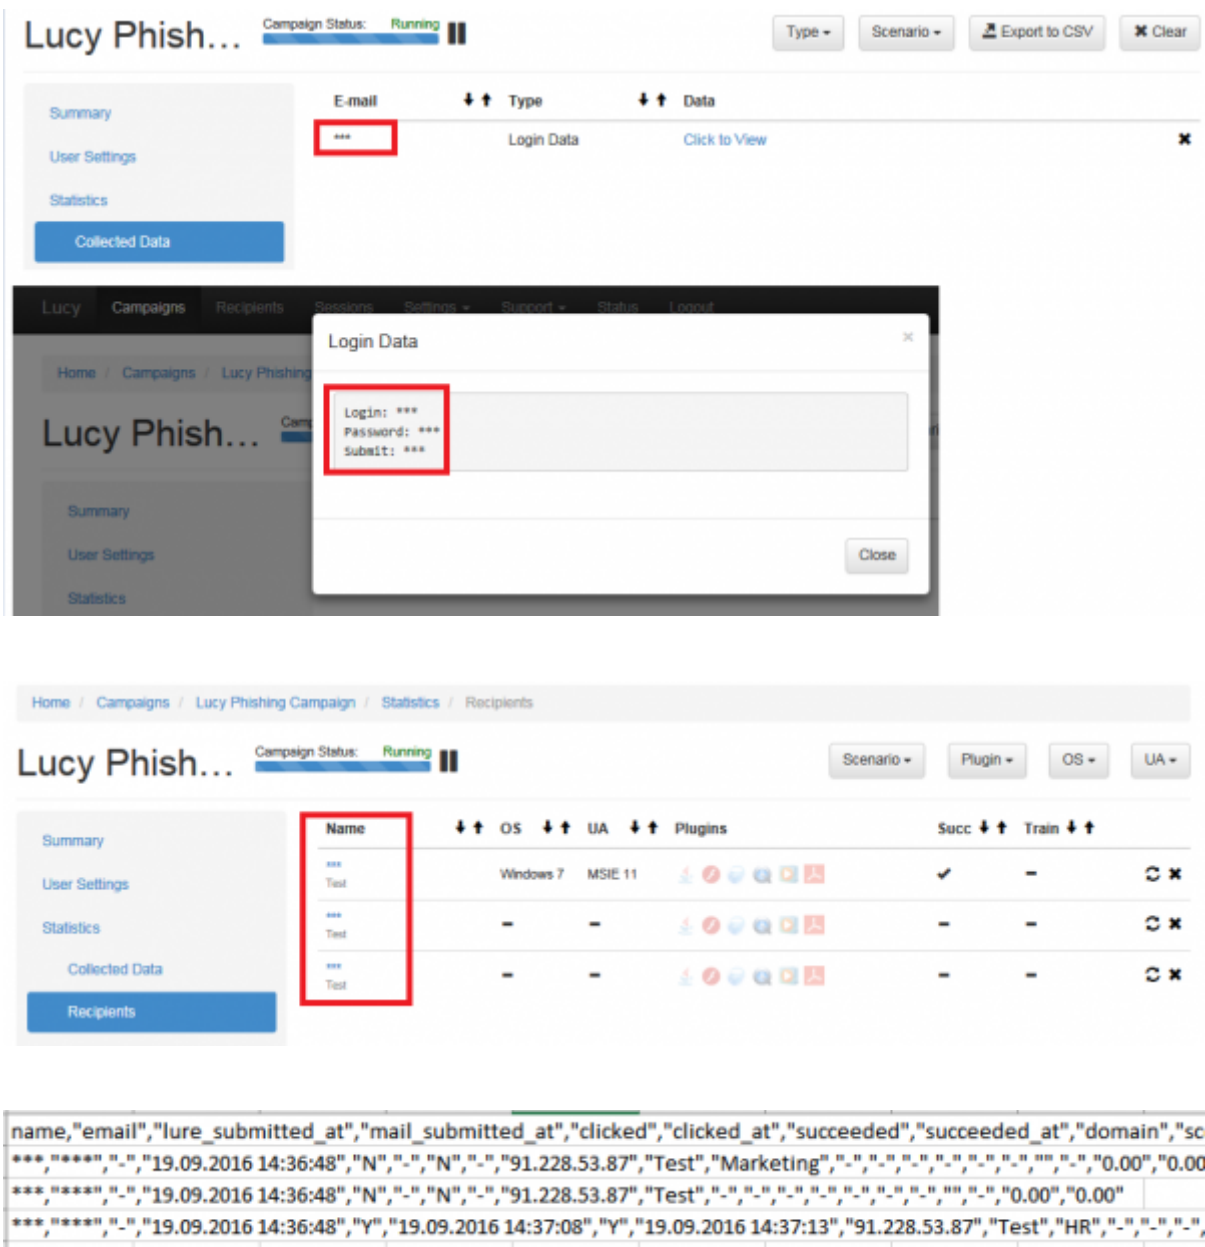 Lucy Phish... Campaign Status: Running Type Scenario Export to CSV Clear
E-mail Type Data
Summary
*** Login Data Click to View
User Settings
Statistics
Collected Data
Lucy Campaigns Recipients Sessions Settings Support Status Logout
Login Data ×
Home / Campaigns / Lucy Phishing
Login: ***
Lucy Phish...
Password: ***
Submit: ***
Summary
User Settings
Close
Statistics
Home / Campaigns / Lucy Phishing Campaign / Statistics / Recipients
Lucy Phish... Campaign Status: Running Scenario Plugin OS UA
Name OS UA Plugins Succ Train
Summary
*** Windows 7 MSIE 11 –
Test
User Settings
*** – – – –
Test
Statistics
*** – – – –
Test
Collected Data
Recipients
name,"email","lure_submitted_at","mail_submitted_at","clicked","clicked_at","succeeded","succeeded_at","domain","sc
***,"***","-","19.09.2016 14:36:48","N","-","N","-","91.228.53.87","Test","Marketing","-","-","-","-","-","-","","-","0.00","0.00
***,"***","-","19.09.2016 14:36:48","N","-","N","-","91.228.53.87","Test","-","-","-","-","-","-","-","","-","0.00","0.00"
***,"***","-","19.09.2016 14:36:48","Y","19.09.2016 14:37:08","Y","19.09.2016 14:37:13","91.228.53.87","Test","HR","-","-","-",